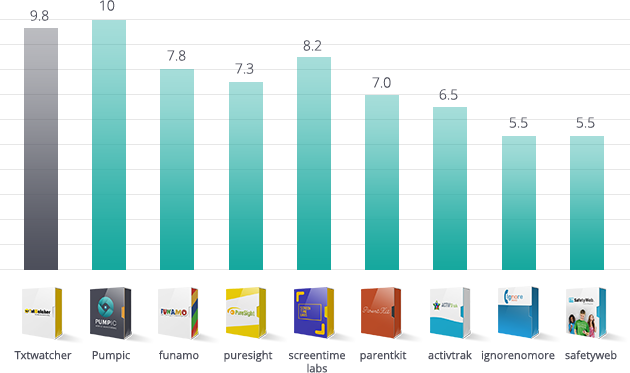 9.8
10
7.8
7.3
8.2
7.0
6.5
5.5
5.5
PUMPIC
FUNAMO
PureSight
ignore
SafetyWeb
Txtwatcher
Pumpic
funamo
puresight
screentime
labs
parentkit
activtrak
ignorenomore
safetyweb